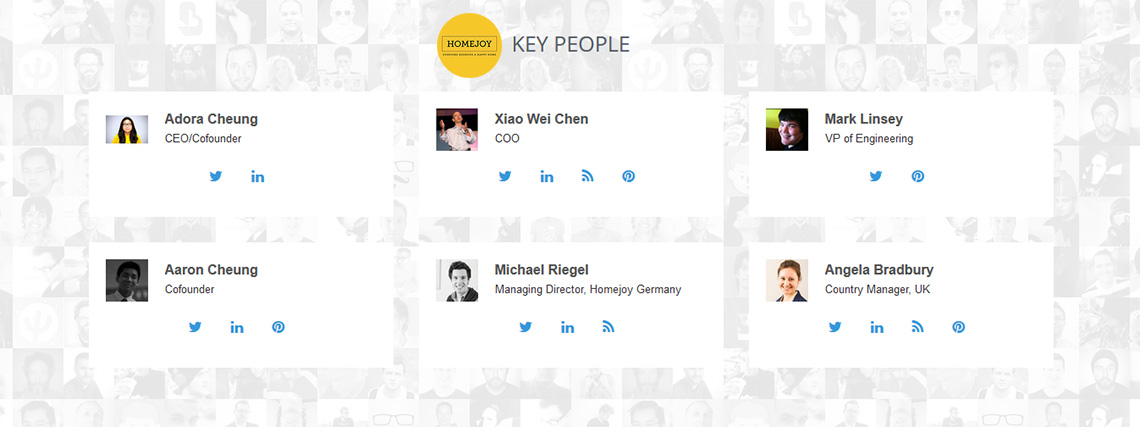 HOMEJOY
KEY PEOPLE
Adora Cheung
CEO/Cofounder
Xiao Wei Chen
COO
Mark Linsey
VP of Engineering
Aaron Cheung
Cofounder
Michael Riegel
Managing Director, Homejoy Germany
Angela Bradbury
Country Manager, UK